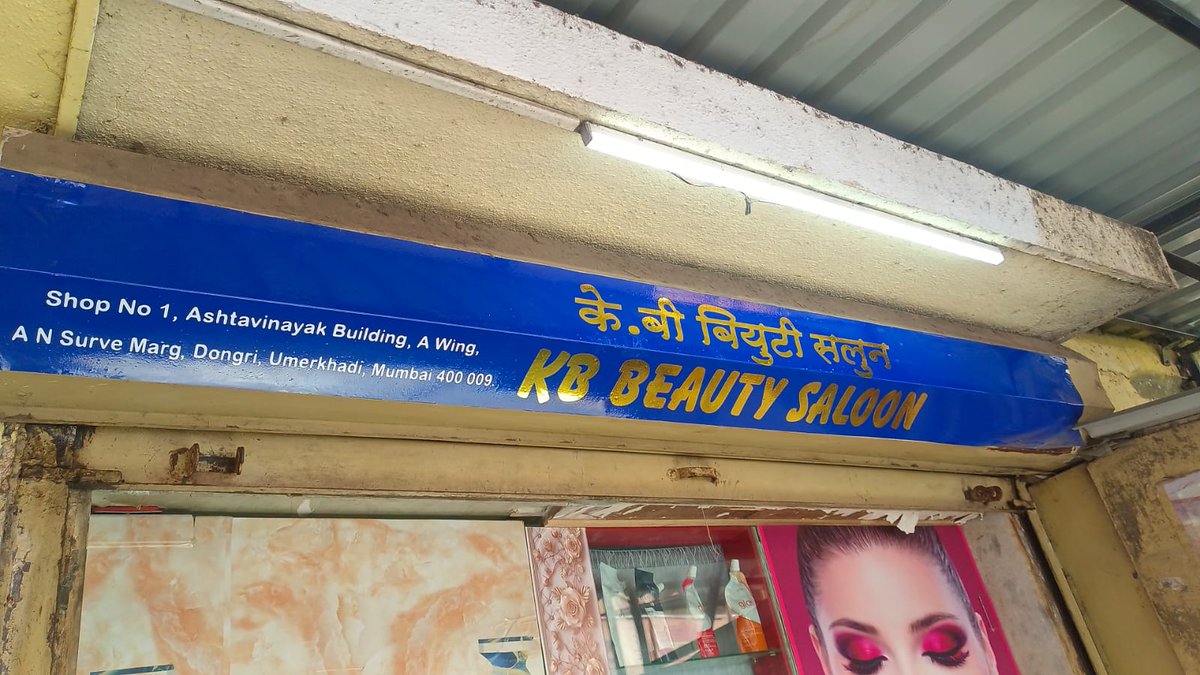 Shop No 1, Ashtavinayak Building, A Wing,
A N Surve Marg, Dongri, Umerkhadi, Mumbai 400 009.
के.बी बियुटी सलुन
KB BEAUTY SALOON